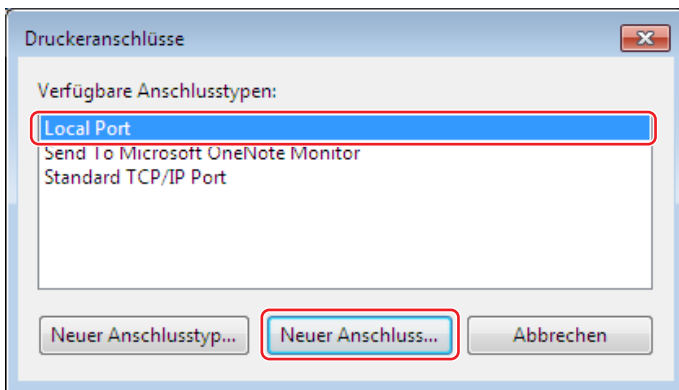 Druckeranschlüsse
Verfügbare Anschlusstypen:
Local Port
Send To Microsoft OneNote Monitor
Standard TCP/IP Port
Neuer Anschlusstyp... Neuer Anschluss... Abbrechen